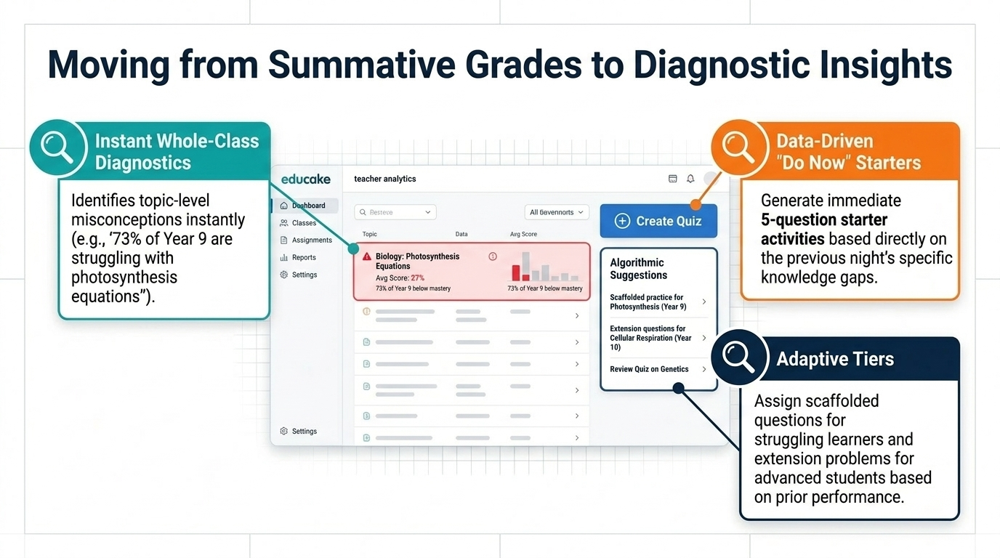 Moving from Summative Grades to Diagnostic Insights
Instant Whole-Class
Diagnostics
Identifies topic-level
misconceptions instantly
(e.g., ‘73% of Year 9 are
struggling with
photosynthesis
equations”).
educake
teacher analytics
Dashboard
Classes
Assignments
Reports
Settings
Settings
All
Topic
Data
Avg Score
Biology: Photosynthesis
Equations
Avg Score: 27%
73% of Year 9 below mastery
73% of Year 9 below mastery
Create Quiz
Algorithmic
Suggestions
Scaffolded practice for
Photosynthesis (Year 9)
Extension questions for
Cellular Respiration (Year
10)
Review Quiz on Genetics
Data-Driven
"Do Now" Starters
Generate immediate
5-question starter
activities based directly on
the previous night's specific
knowledge gaps.
Adaptive Tiers
Assign scaffolded
questions for
struggling learners and
extension problems for
advanced students based
on prior performance.